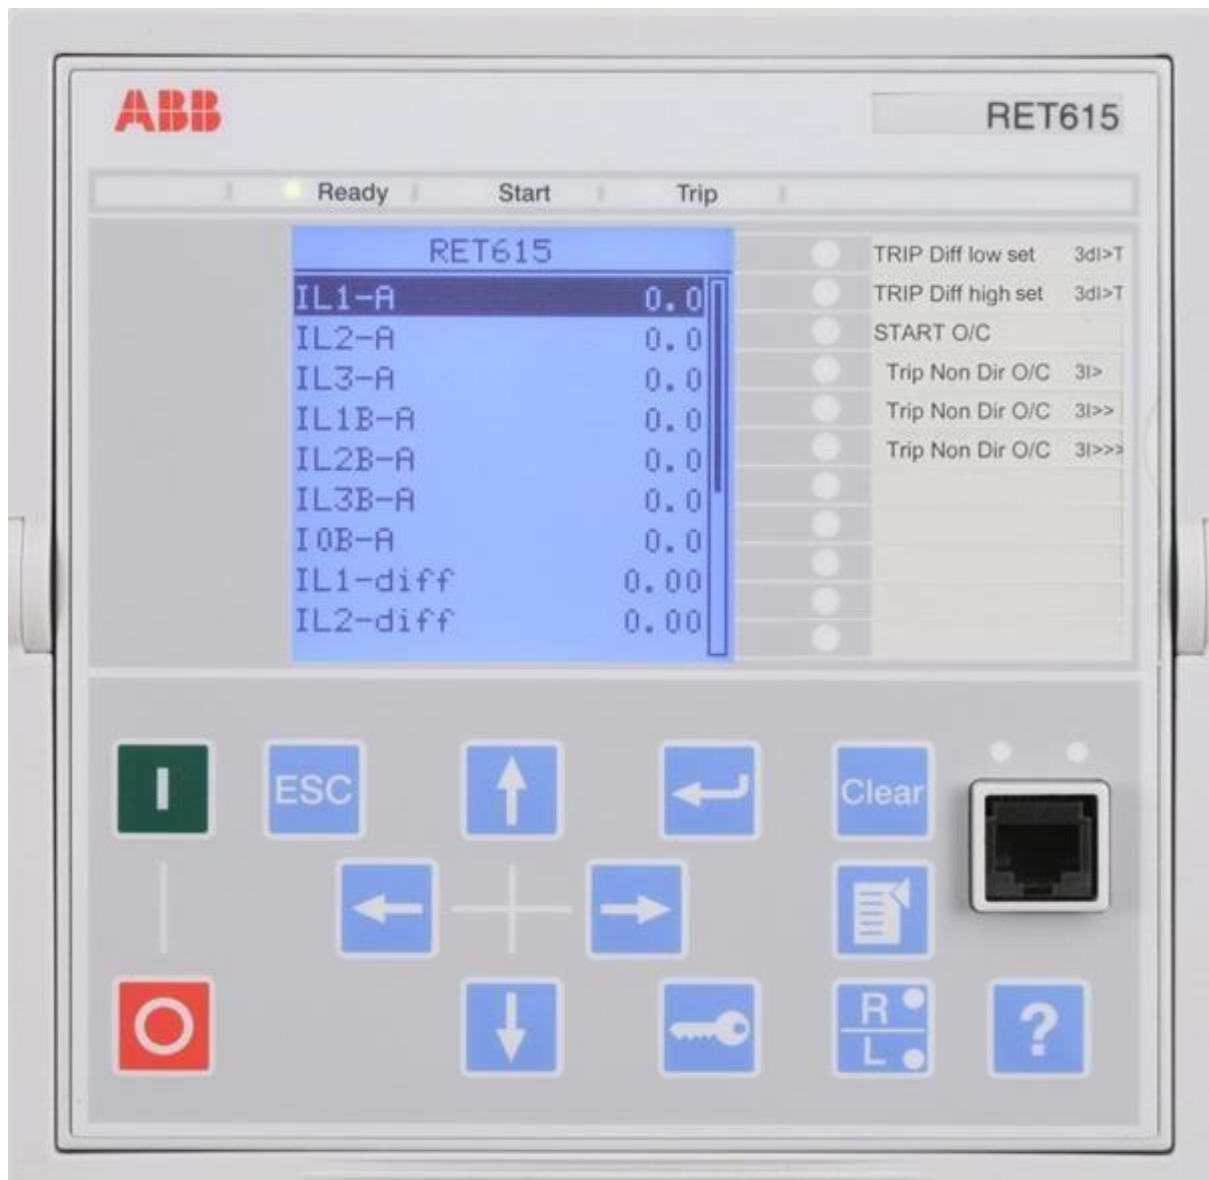 ABB
RET615
Ready Start Trip
RET615
IL1-A 0.0
IL2-A 0.0
IL3-A 0.0
IL1B-A 0.0
IL2B-A 0.0
IL3B-A 0.0
I0B-A 0.0
IL1-diff 0.00
IL2-diff 0.00
TRIP Diff low set 3dI>T
TRIP Diff high set 3dI>T
START O/C
Trip Non Dir O/C 3I>
Trip Non Dir O/C 3I>>
Trip Non Dir O/C 3I>>>
I
ESC
Clear
O
R
L
?